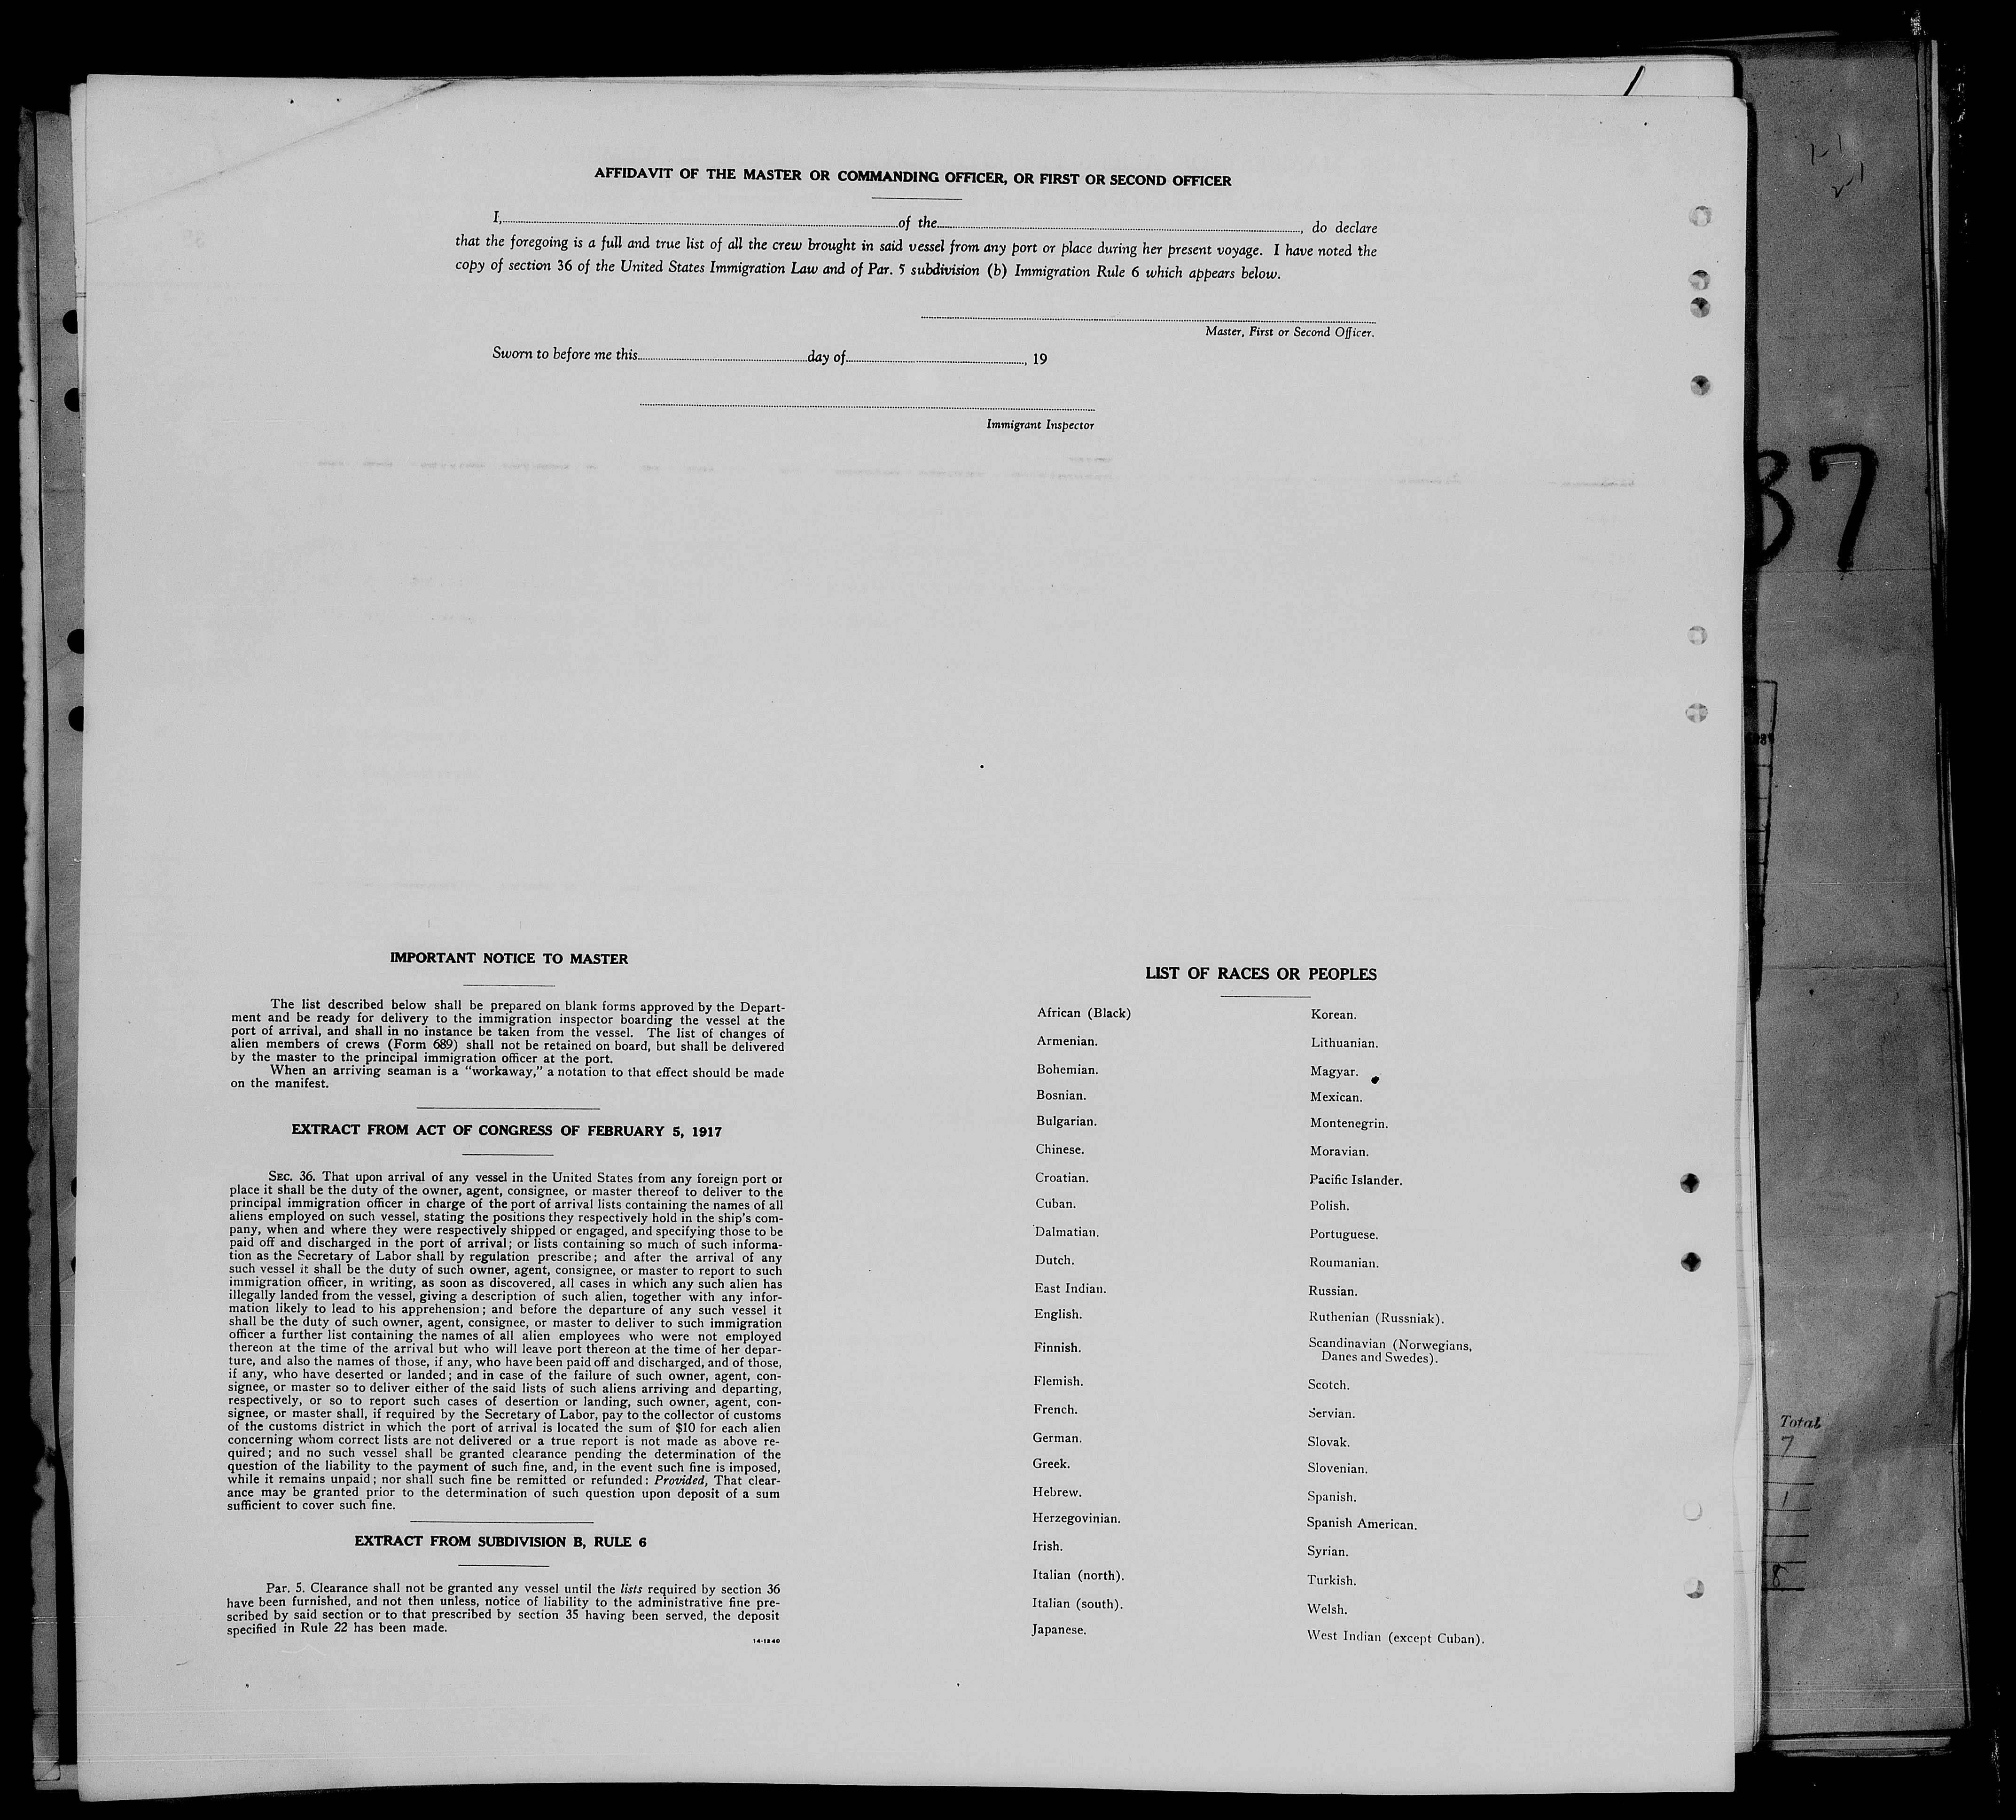 AFFIDAVIT OF THE MASTER OR COMMANDING OFFICER, OR FIRST OR SECOND OFFICER
I, of the , do declare
that the foregoing is a full and true list of all the crew brought in said vessel from any port or place during her present voyage. I have noted the
copy of section 36 of the United States Immigration Law and of Par. 5 subdivision (b) Immigration Rule 6 which appears below.
Master, First or Second Officer.
Sworn to before me this day of , 19
Immigrant Inspector
37
IMPORTANT NOTICE TO MASTER
The list described below shall be prepared on blank forms approved by the Depart-
ment and be ready for delivery to the immigration inspector boarding the vessel at the
port of arrival, and shall in no instance be taken from the vessel. The list of changes of
alien members of crews (Form 689) shall not be retained on board, but shall be delivered
by the master to the principal immigration officer at the port.
When an arriving seaman is a "workaway," a notation to that effect should be made
on the manifest.
EXTRACT FROM ACT OF CONGRESS OF FEBRUARY 5, 1917
SEC. 36. That upon arrival of any vessel in the United States from any foreign port or
place it shall be the duty of the owner, agent, consignee, or master thereof to deliver to the
principal immigration officer in charge of the port of arrival lists containing the names of all
aliens employed on such vessel, stating the positions they respectively hold in the ship's com-
pany, when and where they were respectively shipped or engaged, and specifying those to be
paid off and discharged in the port of arrival; or lists containing so much of such informa-
tion as the Secretary of Labor shall by regulation prescribe; and after the arrival of any
such vessel it shall be the duty of such owner, agent, consignee, or master to report to such
immigration officer, in writing, as soon as discovered, all cases in which any such alien has
illegally landed from the vessel, giving a description of such alien, together with any infor-
mation likely to lead to his apprehension; and before the departure of any such vessel it
shall be the duty of such owner, agent, consignee, or master to deliver to such immigration
officer a further list containing the names of all alien employees who were not employed
thereon at the time of the arrival but who will leave port thereon at the time of her depar-
ture, and also the names of those, if any, who have been paid off and discharged, and of those,
if any, who have deserted or landed; and in case of the failure of such owner, agent, con-
signee, or master so to deliver either of the said lists of such aliens arriving and departing,
respectively, or so to report such cases of desertion or landing, such owner, agent, con-
signee, or master shall, if required by the Secretary of Labor, pay to the collector of customs
of the customs district in which the port of arrival is located the sum of $10 for each alien
concerning whom correct lists are not delivered or a true report is not made as above re-
quired; and no such vessel shall be granted clearance pending the determination of the
question of the liability to the payment of such fine, and, in the event such fine is imposed,
while it remains unpaid; nor shall such fine be remitted or refunded: Provided, That clear-
ance may be granted prior to the determination of such question upon deposit of a sum
sufficient to cover such fine.
EXTRACT FROM SUBDIVISION B, RULE 6
Par. 5. Clearance shall not be granted any vessel until the lists required by section 36
have been furnished, and not then unless, notice of liability to the administrative fine pre-
scribed by said section or to that prescribed by section 35 having been served, the deposit
specified in Rule 22 has been made.
14-1240
LIST OF RACES OR PEOPLES
African (Black)
Armenian.
Bohemian.
Bosnian.
Bulgarian.
Chinese.
Croatian.
Cuban.
Dalmatian.
Dutch.
East Indian.
English.
Finnish.
Flemish.
French.
German.
Greek.
Hebrew.
Herzegovinian.
Irish.
Italian (north).
Italian (south).
Japanese.
Korean.
Lithuanian.
Magyar.
Mexican.
Montenegrin.
Moravian.
Pacific Islander.
Polish.
Portuguese.
Roumanian.
Russian.
Ruthenian (Russniak).
Scandinavian (Norwegians,
Danes and Swedes).
Scotch.
Servian.
Slovak.
Slovenian.
Spanish.
Spanish American.
Syrian.
Turkish.
Welsh.
West Indian (except Cuban).
Total
7
1
8